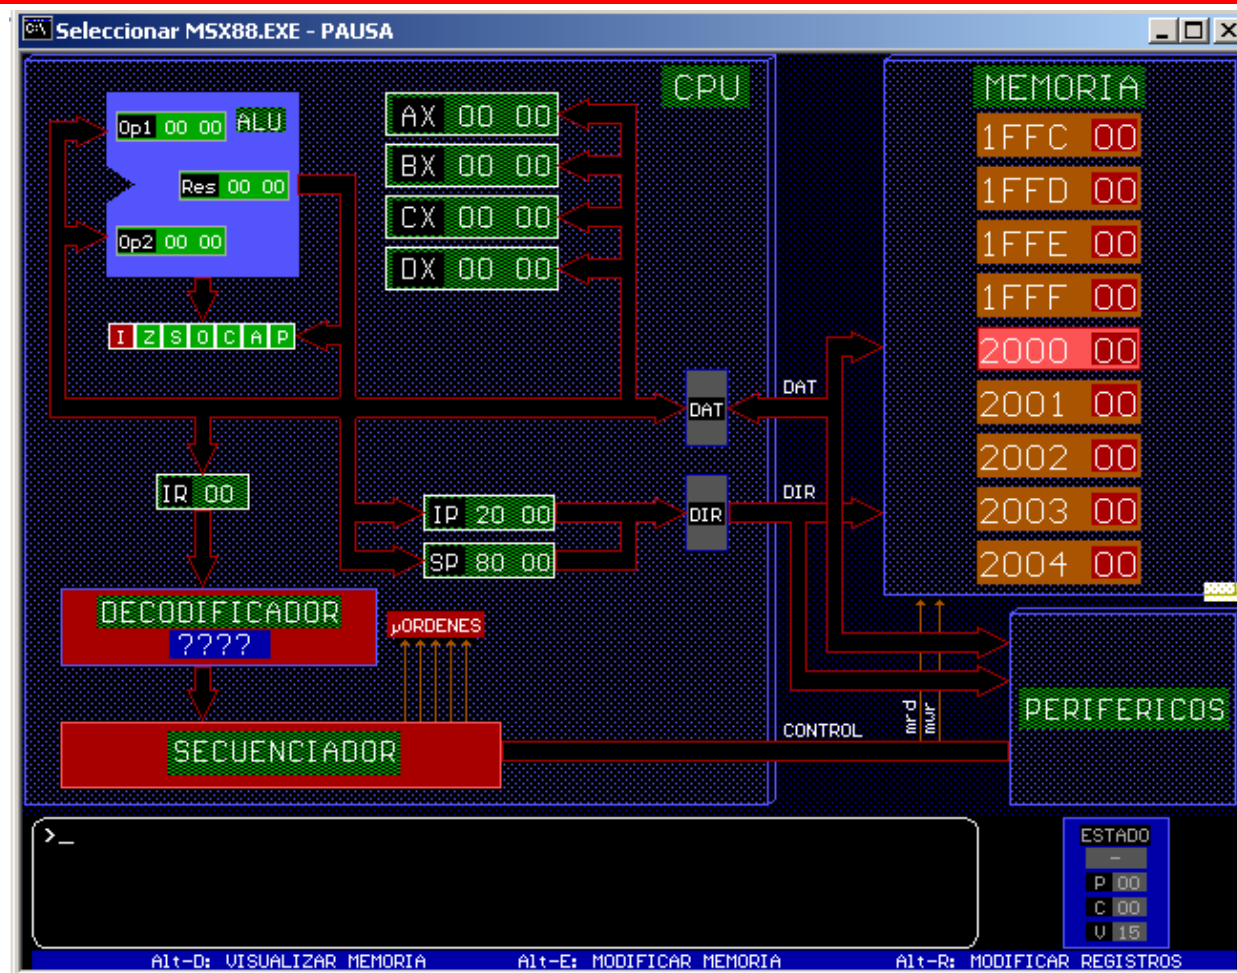 Seleccionar MSX88.EXE - PAUSA
CPU
ALU
Op1 00 00
Res 00 00
Op2 00 00
AX 00 00
BX 00 00
CX 00 00
DX 00 00
I Z S O C A P
IR 00
IP 20 00
SP 80 00
DAT
DIR
DECODIFICADOR
????
µORDENES
SECUENCIADOR
DAT
DIR
CONTROL
mrd
mwr
MEMORIA
1FFC 00
1FFD 00
1FFE 00
1FFF 00
2000 00
2001 00
2002 00
2003 00
2004 00
PERIFERICOS
>_
ESTADO
-
P 00
C 00
V 15
Alt-D: VISUALIZAR MEMORIA Alt-E: MODIFICAR MEMORIA Alt-R: MODIFICAR REGISTROS